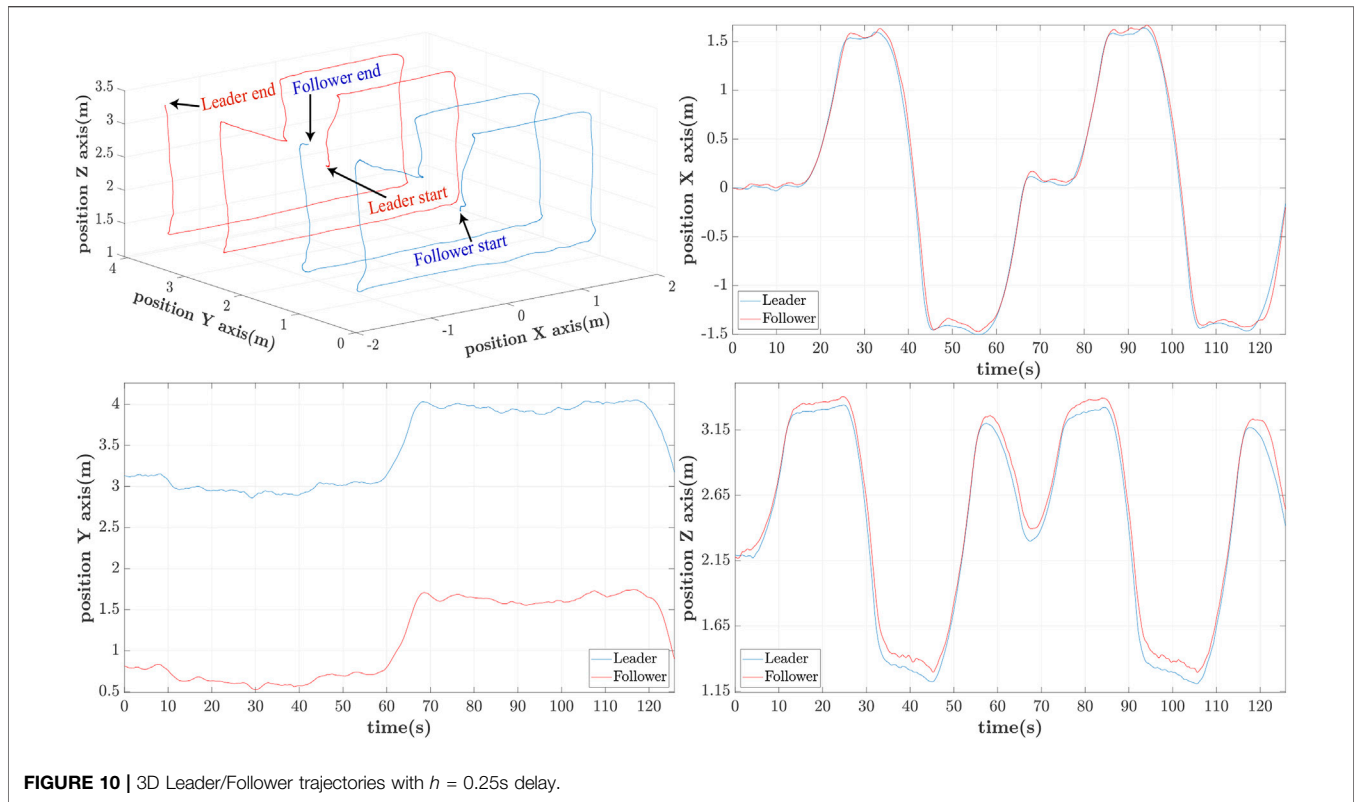 3.5
3
2.5
2
1.5
1
position Z axis(m)
Leader end
Follower end
Leader start
Follower start
4
3
2
1
0
position Y axis(m)
-2
-1
0
1
2
position X axis(m)
1.5
1
0.5
0
-0.5
-1
-1.5
position X axis(m)
Leader
Follower
0 10 20 30 40 50 60 70 80 90 100 110 120
time(s)
4
3.5
3
2.5
2
1.5
1
0.5
position Y axis(m)
Leader
Follower
0 10 20 30 40 50 60 70 80 90 100 110 120
time(s)
3.15
2.65
2.15
1.65
1.15
position Z axis(m)
Leader
Follower
0 10 20 30 40 50 60 70 80 90 100 110 120
time(s)
FIGURE 10 | 3D Leader/Follower trajectories with h = 0.25s delay.